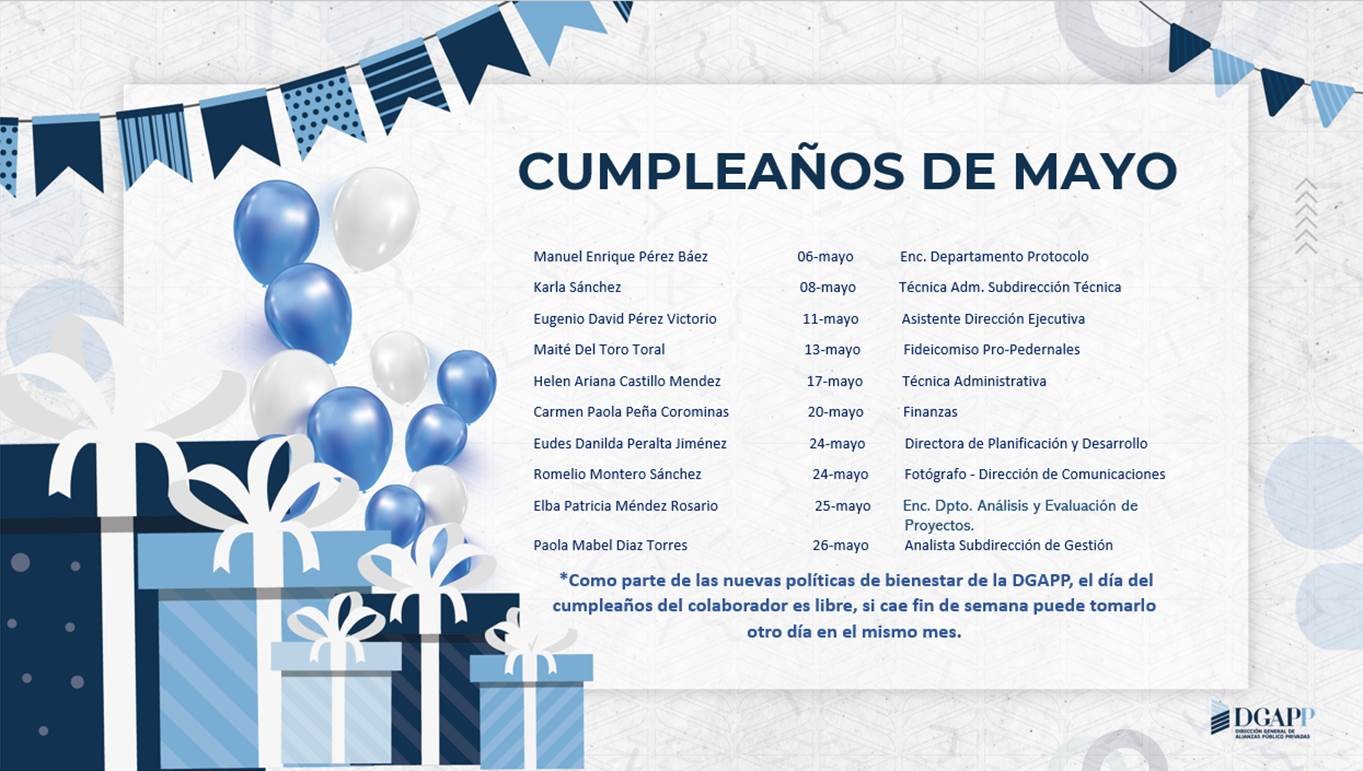 CUMPLEAÑOS DE MAYO
Manuel Enrique Pérez Báez 06-mayo Enc. Departamento Protocolo
Karla Sánchez 08-mayo Técnica Adm. Subdirección Técnica
Eugenio David Pérez Victorio 11-mayo Asistente Dirección Ejecutiva
Maité Del Toro Toral 13-mayo Fideicomiso Pro-Pedernales
Helen Ariana Castillo Mendez 17-mayo Técnica Administrativa
Carmen Paola Peña Corominas 20-mayo Finanzas
Eudes Danilda Peralta Jiménez 24-mayo Directora de Planificación y Desarrollo
Romelio Montero Sánchez 24-mayo Fotógrafo - Dirección de Comunicaciones
Elba Patricia Méndez Rosario 25-mayo Enc. Dpto. Análisis y Evaluación de
Proyectos.
Paola Mabel Diaz Torres 26-mayo Analista Subdirección de Gestión
*Como parte de las nuevas políticas de bienestar de la DGAPP, el día del
cumpleaños del colaborador es libre, si cae fin de semana puede tomarlo
otro día en el mismo mes.
DGAPP
DIRECCIÓN GENERAL DE
ALIANZAS PÚBLICO PRIVADAS